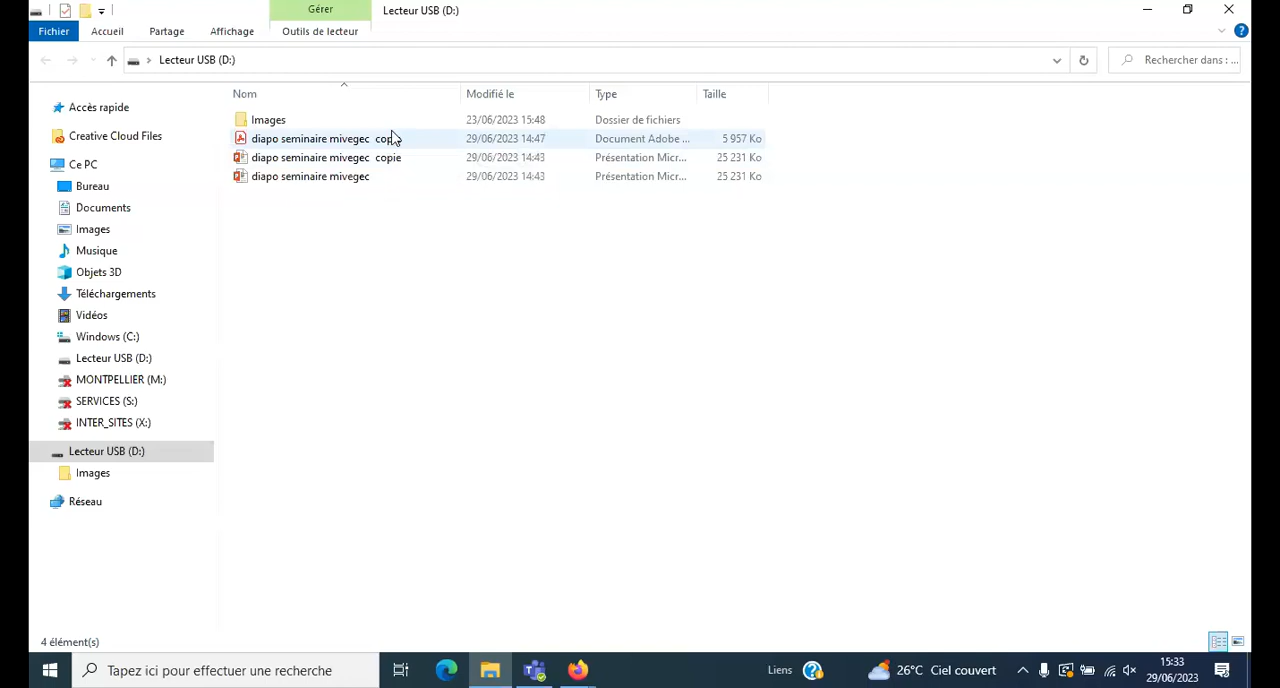 Gérer
Lecteur USB (D:)
Fichier
Accueil
Partage
Affichage
Outils de lecteur
Lecteur USB (D:)
Rechercher dans : ...
Nom
Modifié le
Type
Taille
Images 23/06/2023 15:48 Dossier de fichiers
diapo seminaire mivegec 29/06/2023 14:47 Document Adobe ... 5 957 Ko
diapo seminaire mivegec copie 29/06/2023 14:43 Présentation Micr... 25 231 Ko
diapo seminaire mivegec 29/06/2023 14:43 Présentation Micr... 25 231 Ko
Accès rapide
Creative Cloud Files
Ce PC
Bureau
Documents
Images
Musique
Objets 3D
Téléchargements
Vidéos
Windows (C:)
Lecteur USB (D:)
MONTPELLIER (M:)
SERVICES (S:)
INTER_SITES (X:)
Lecteur USB (D:)
Images
Réseau
4 élément(s)
Tapez ici pour effectuer une recherche
Liens
26°C Ciel couvert
15:33
29/06/2023